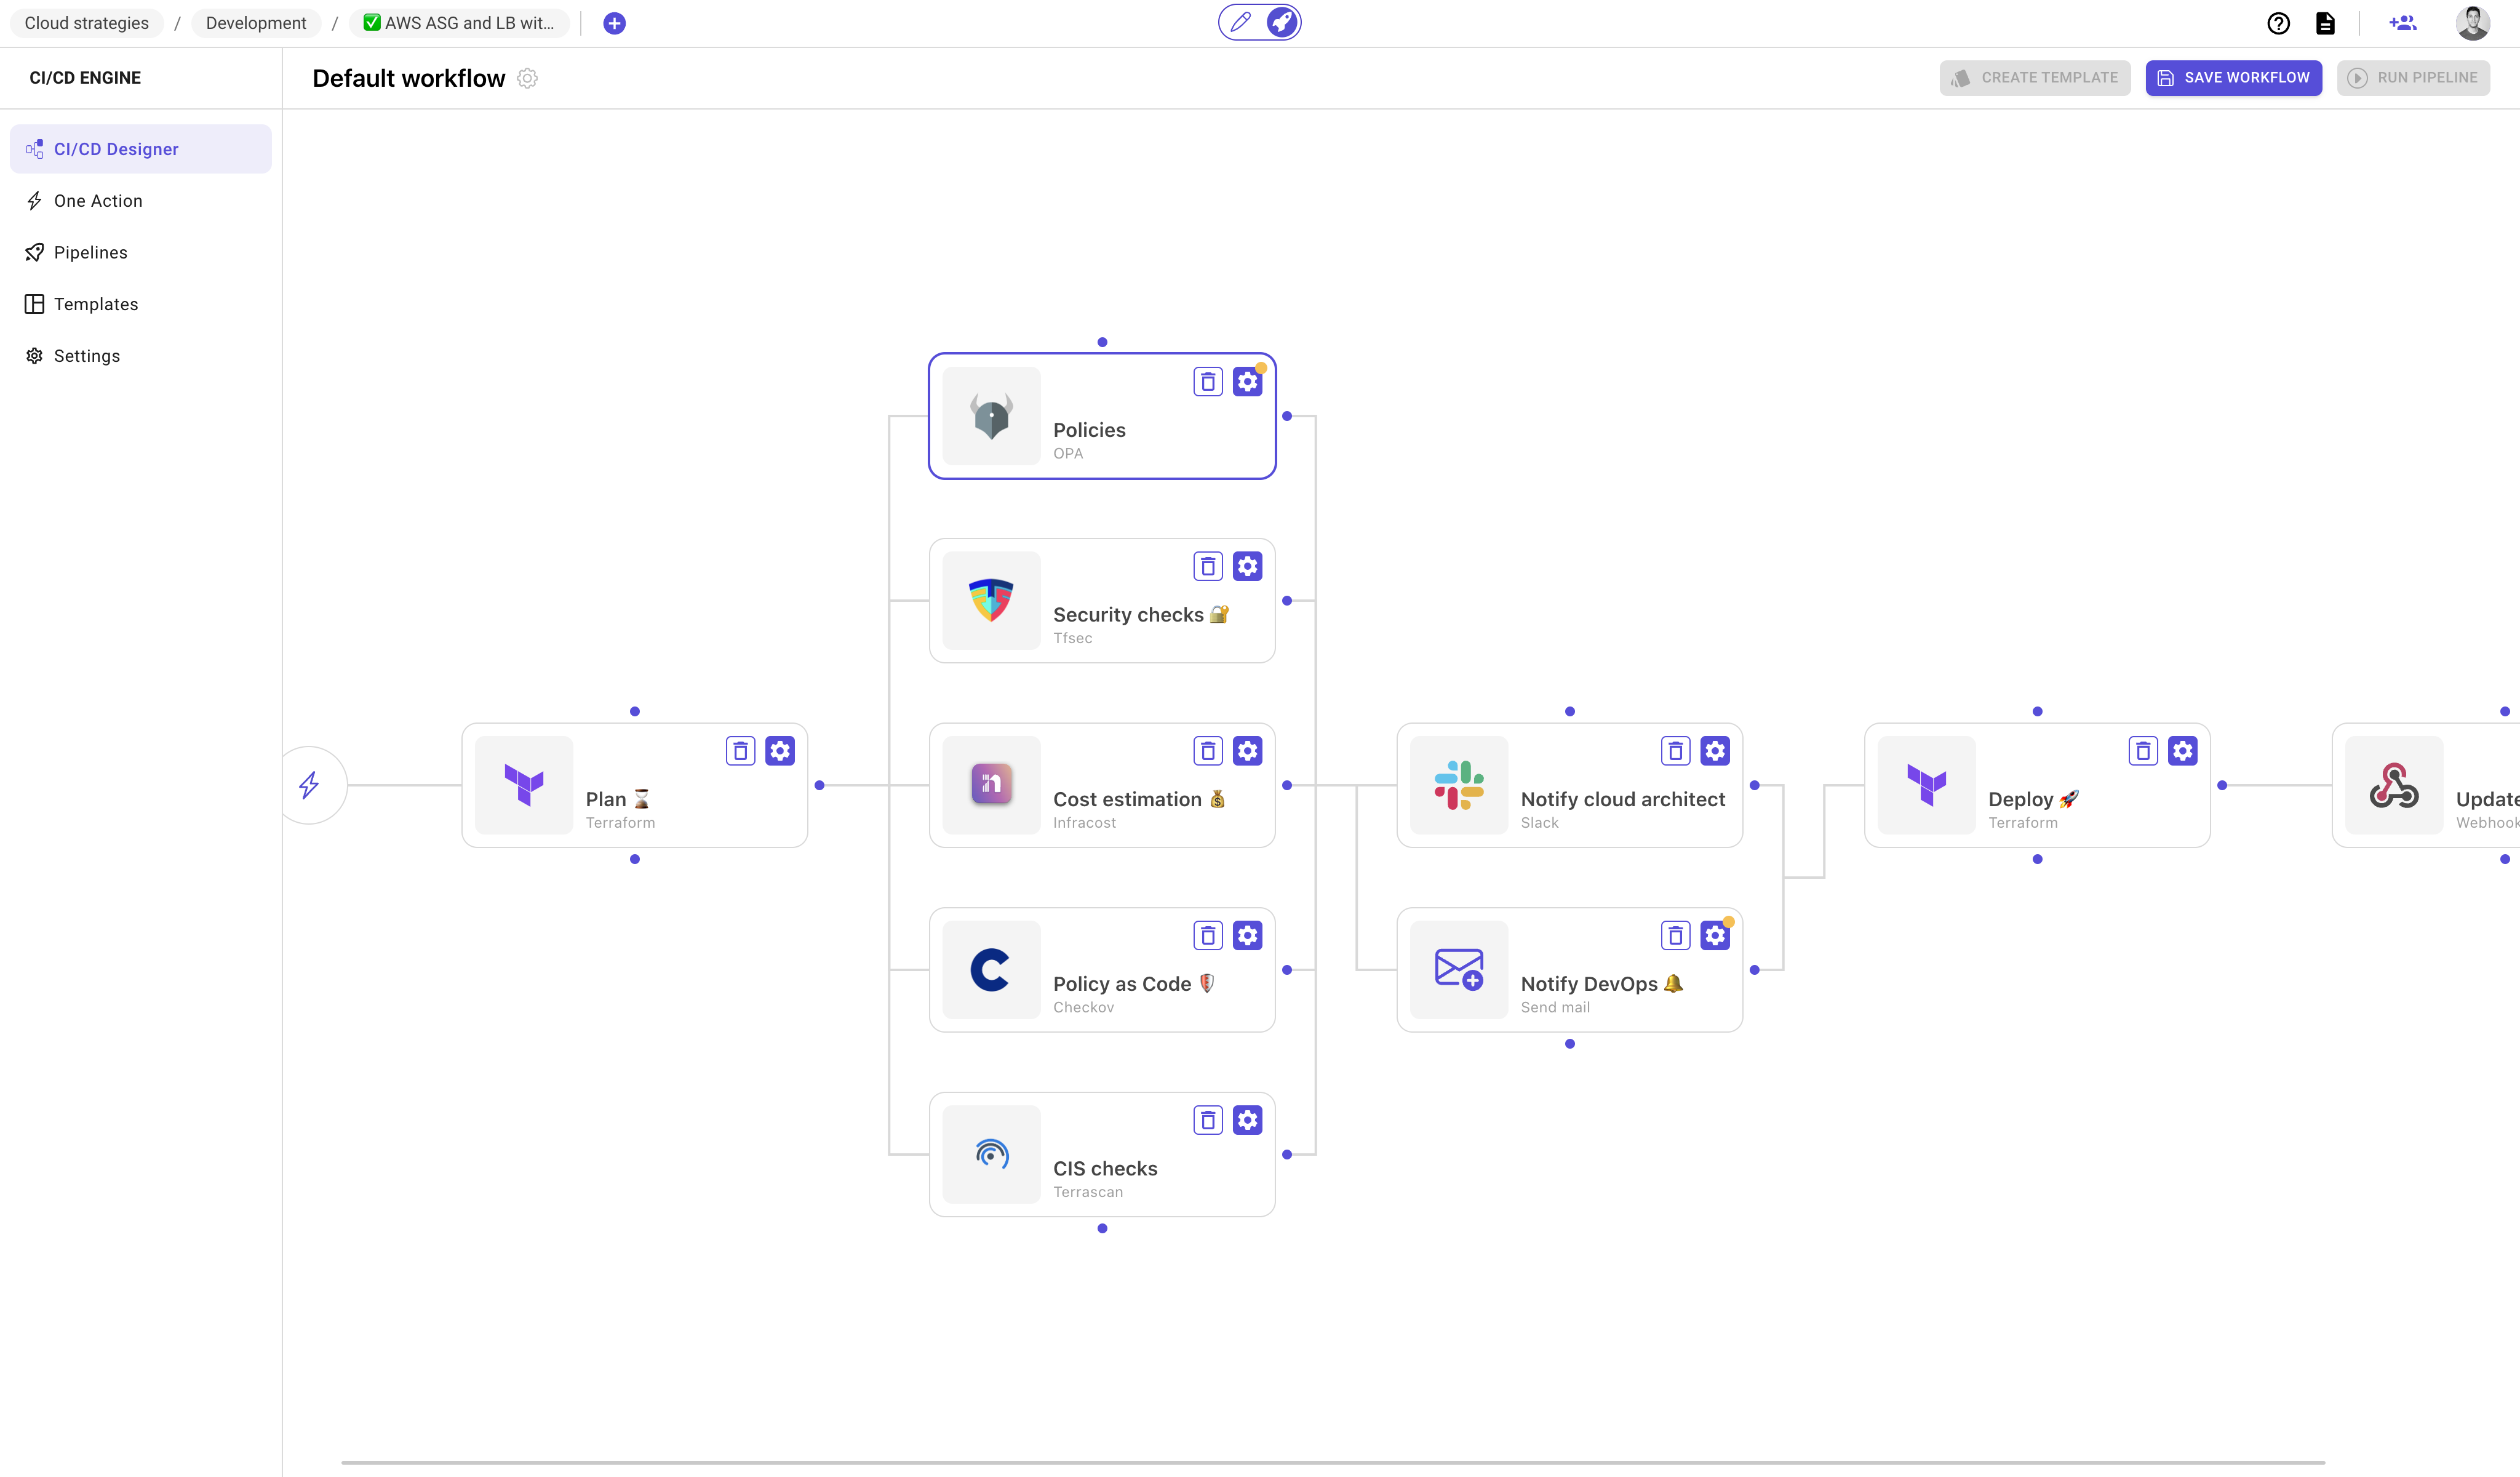 Cloud strategies / Development / ✅ AWS ASG and LB wit...
CI/CD ENGINE
Default workflow
CREATE TEMPLATE
SAVE WORKFLOW
RUN PIPELINE
CI/CD Designer
One Action
Pipelines
Templates
Settings
Policies
OPA
Security checks 🔐
Tfsec
Plan ⏳
Terraform
Cost estimation 💰
Infracost
Notify cloud architect
Slack
Deploy 🚀
Terraform
Update
Webhook
Policy as Code 🛡️
Checkov
Notify DevOps 🔔
Send mail
CIS checks
Terrascan